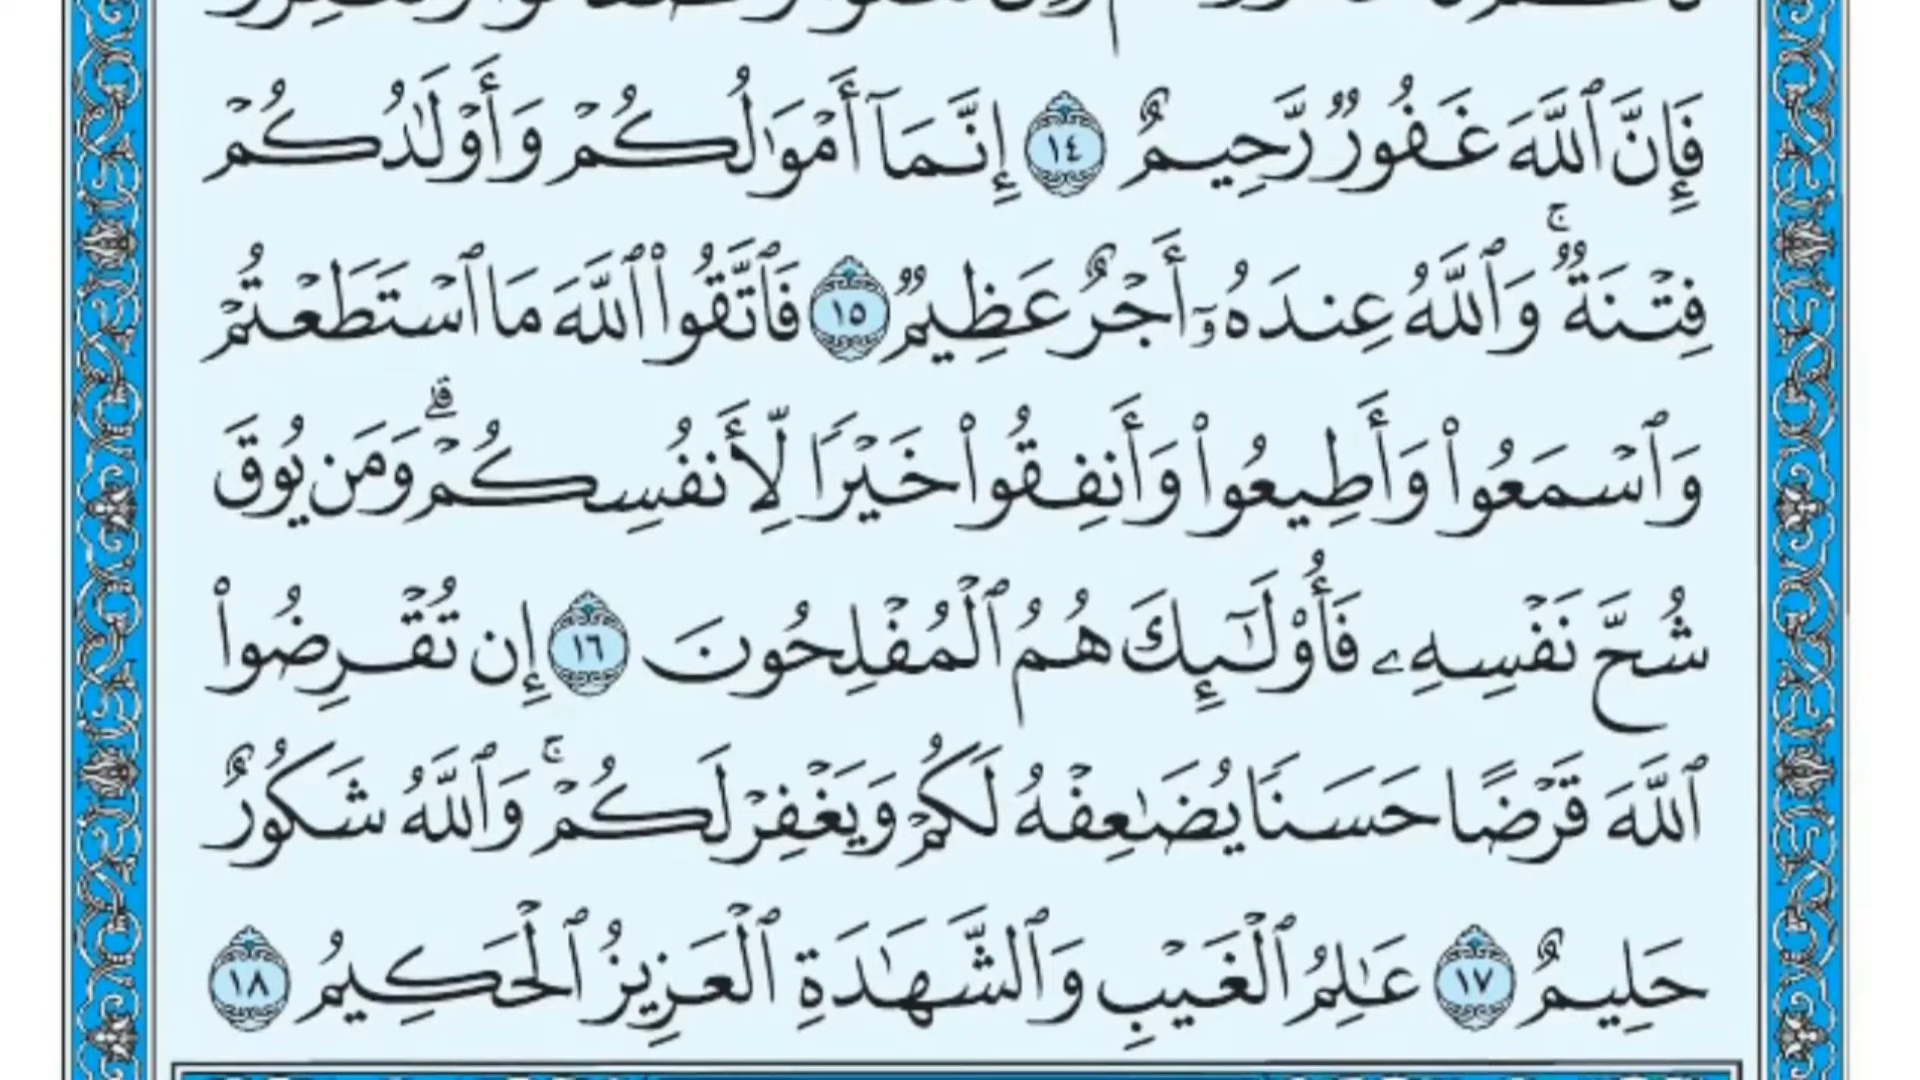 فَإِنَّ ٱللَّهَ غَفُورٌ رَّحِيمٌ ١٤ إِنَّمَآ أَمْوَٰلُكُمْ وَأَوْلَٰدُكُمْ
فِتْنَةٌ ۚ وَٱللَّهُ عِندَهُۥٓ أَجْرٌ عَظِيمٌ ١٥ فَٱتَّقُوا۟ ٱللَّهَ مَا ٱسْتَطَعْتُمْ
وَٱسْمَعُوا۟ وَأَطِيعُوا۟ وَأَنفِقُوا۟ خَيْرًا لِّأَنفُسِكُمْ ۗ وَمَن يُوقَ
شُحَّ نَفْسِهِۦ فَأُو۟لَٰٓئِكَ هُمُ ٱلْمُفْلِحُونَ ١٦ إِن تُقْرِضُوا۟
ٱللَّهَ قَرْضًا حَسَنًا يُضَٰعِفْهُ لَكُمْ وَيَغْفِرْ لَكُمْ ۚ وَٱللَّهُ شَكُورٌ
حَلِيمٌ ١٧ عَٰلِمُ ٱلْغَيْبِ وَٱلشَّهَٰدَةِ ٱلْعَزِيزُ ٱلْحَكِيمُ ١٨